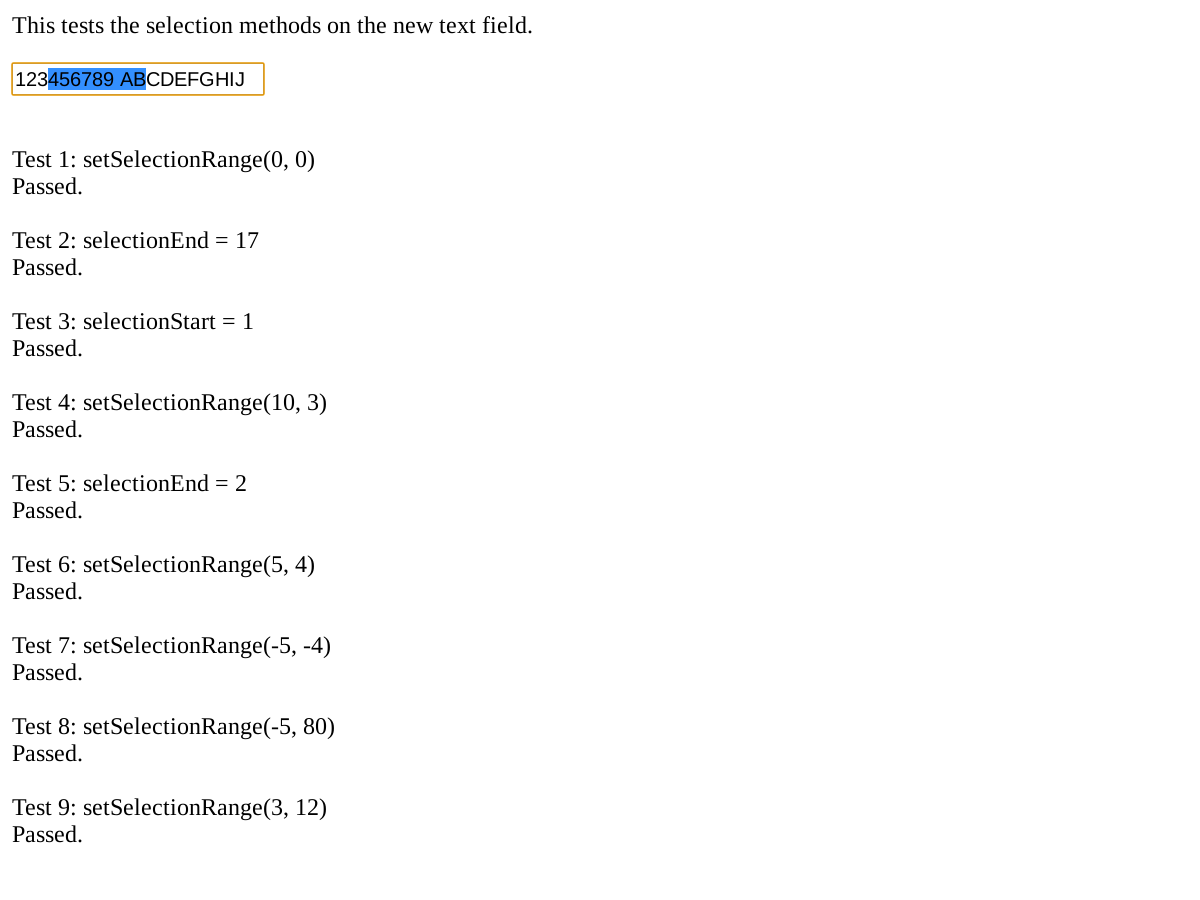 This tests the selection methods on the new text field.
123456789 ABCDEFGHIJ
Test 1: setSelectionRange(0, 0)
Passed.
Test 2: selectionEnd = 17
Passed.
Test 3: selectionStart = 1
Passed.
Test 4: setSelectionRange(10, 3)
Passed.
Test 5: selectionEnd = 2
Passed.
Test 6: setSelectionRange(5, 4)
Passed.
Test 7: setSelectionRange(-5, -4)
Passed.
Test 8: setSelectionRange(-5, 80)
Passed.
Test 9: setSelectionRange(3, 12)
Passed.